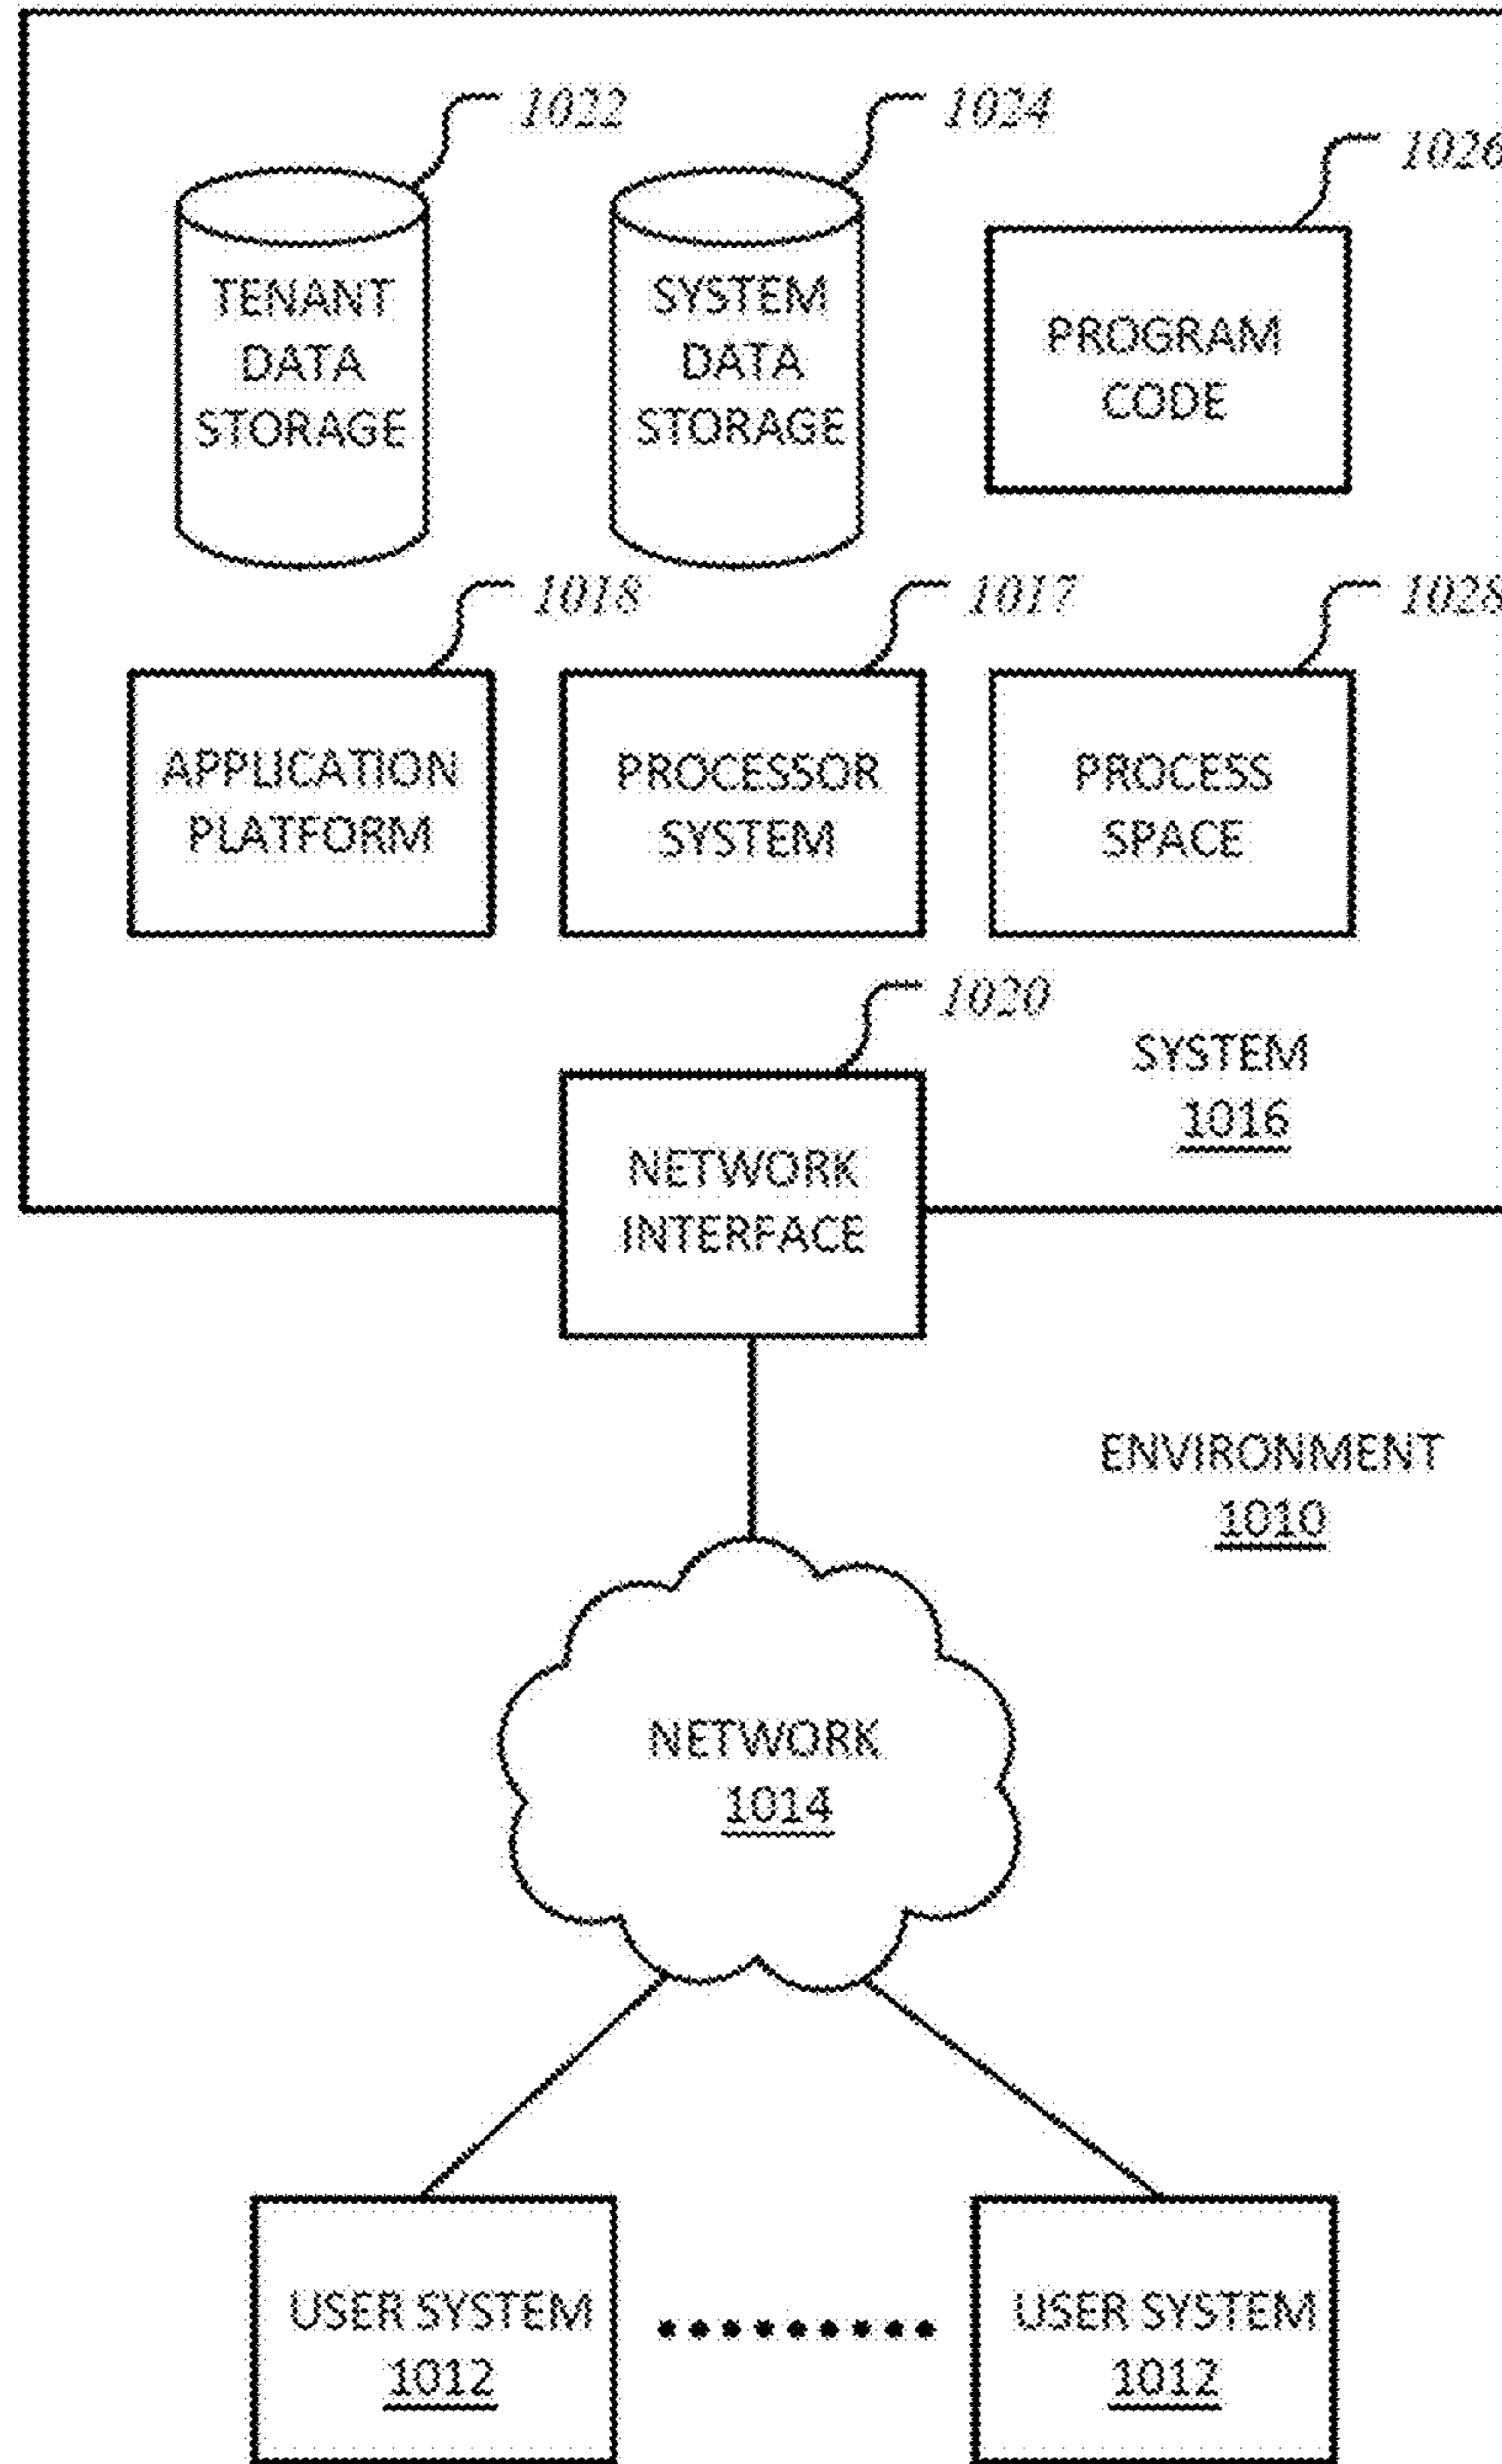 1022
1024
1026
TENANT
DATA
STORAGE
SYSTEM
DATA
STORAGE
PROGRAM
CODE
1018
1017
1028
APPLICATION
PLATFORM
PROCESSOR
SYSTEM
PROCESS
SPACE
1020
SYSTEM
1016
NETWORK
INTERFACE
ENVIRONMENT
1010
NETWORK
1014
USER SYSTEM
1012
USER SYSTEM
1012